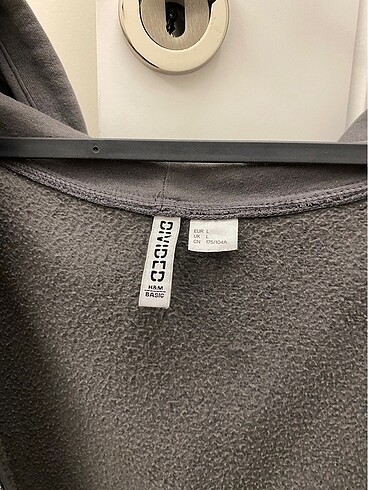 DIVIDED
H&M
BASIC
EUR L
UK L
CN 175/104A